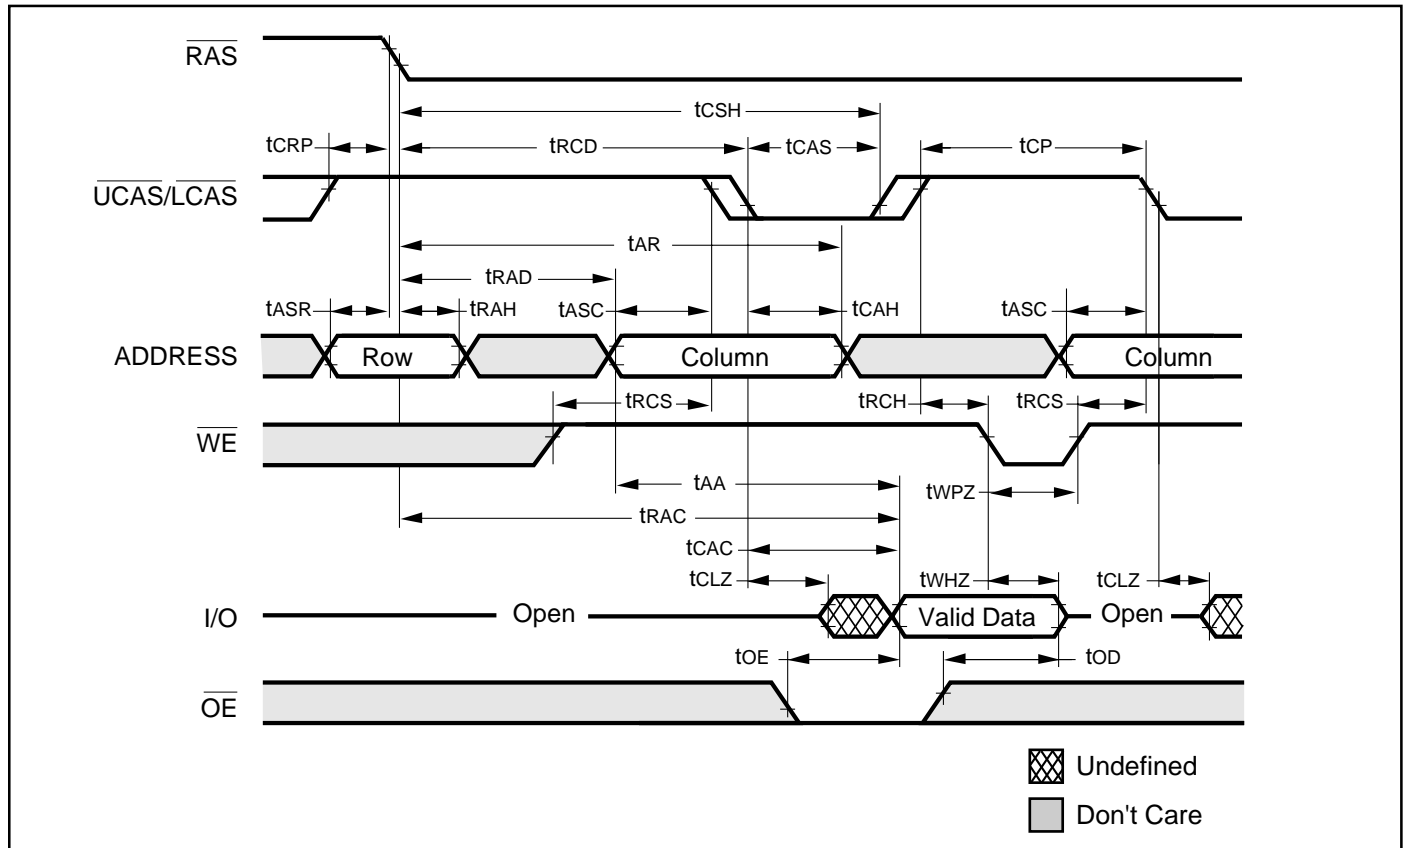 RAS
tCSH
tCRP
tRCD
tCAS
tCP
UCAS/LCAS
tAR
tRAD
tASR
tRAH
tASC
tCAH
tASC
ADDRESS
Row
Column
Column
tRCS
tRCH
tRCS
WE
tAA
tWPZ
tRAC
tCAC
tCLZ
tWHZ
tCLZ
I/O
Open
Valid Data
Open
tOE
tOD
OE
Undefined
Don't Care